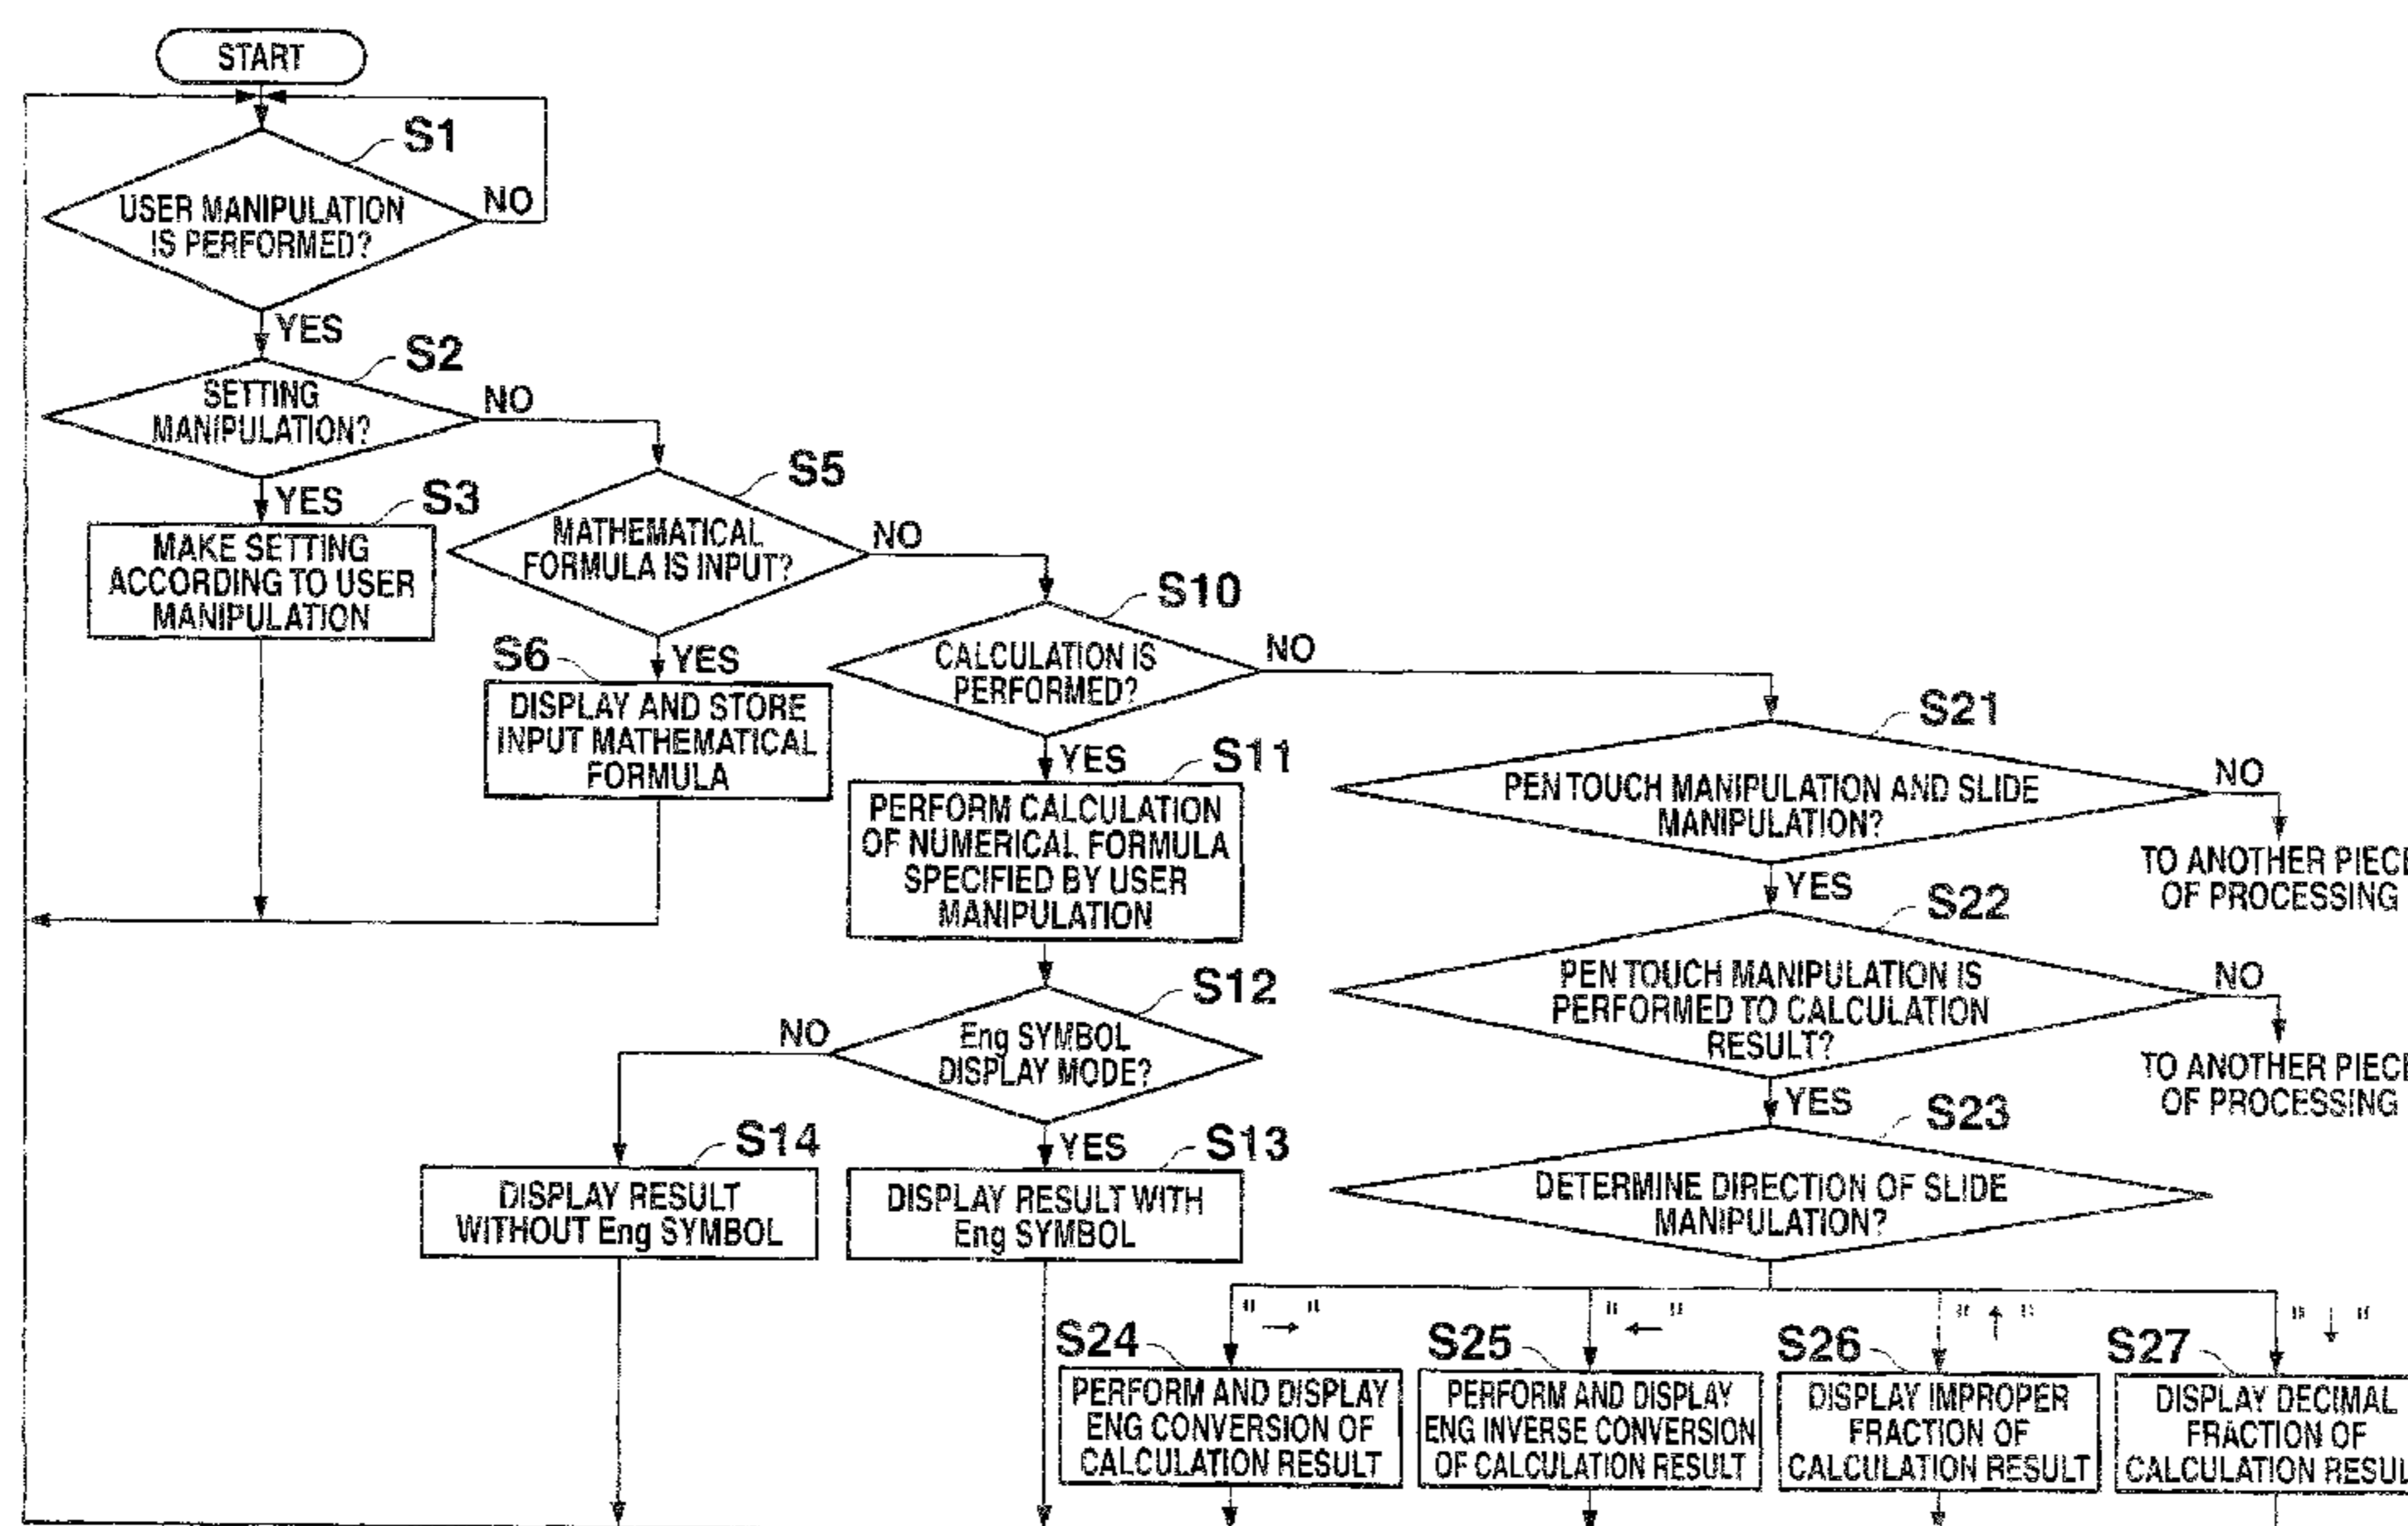 START
S1
USER MANIPULATION
IS PERFORMED?
NO
YES
S2
SETTING
MANIPULATION?
NO
YES
S3
MAKE SETTING
ACCORDING TO USER
MANIPULATION
S5
MATHEMATICAL
FORMULA IS INPUT?
NO
YES
S6
DISPLAY AND STORE
INPUT MATHEMATICAL
FORMULA
S10
CALCULATION IS
PERFORMED?
NO
YES
S11
PERFORM CALCULATION
OF NUMERICAL FORMULA
SPECIFIED BY USER
MANIPULATION
S12
Eng SYMBOL
DISPLAY MODE?
NO
YES
S14
DISPLAY RESULT
WITHOUT Eng SYMBOL
S13
DISPLAY RESULT WITH
Eng SYMBOL
S21
PEN TOUCH MANIPULATION AND SLIDE
MANIPULATION?
NO
TO ANOTHER PIECE
OF PROCESSING
YES
S22
PEN TOUCH MANIPULATION IS
PERFORMED TO CALCULATION
RESULT?
NO
TO ANOTHER PIECE
OF PROCESSING
YES
S23
DETERMINE DIRECTION OF SLIDE
MANIPULATION?
"→"
S24
PERFORM AND DISPLAY
ENG CONVERSION OF
CALCULATION RESULT
"←"
S25
PERFORM AND DISPLAY
ENG INVERSE CONVERSION
OF CALCULATION RESULT
"↑"
S26
DISPLAY IMPROPER
FRACTION OF
CALCULATION RESULT
"↓"
S27
DISPLAY DECIMAL
FRACTION OF
CALCULATION RESUL